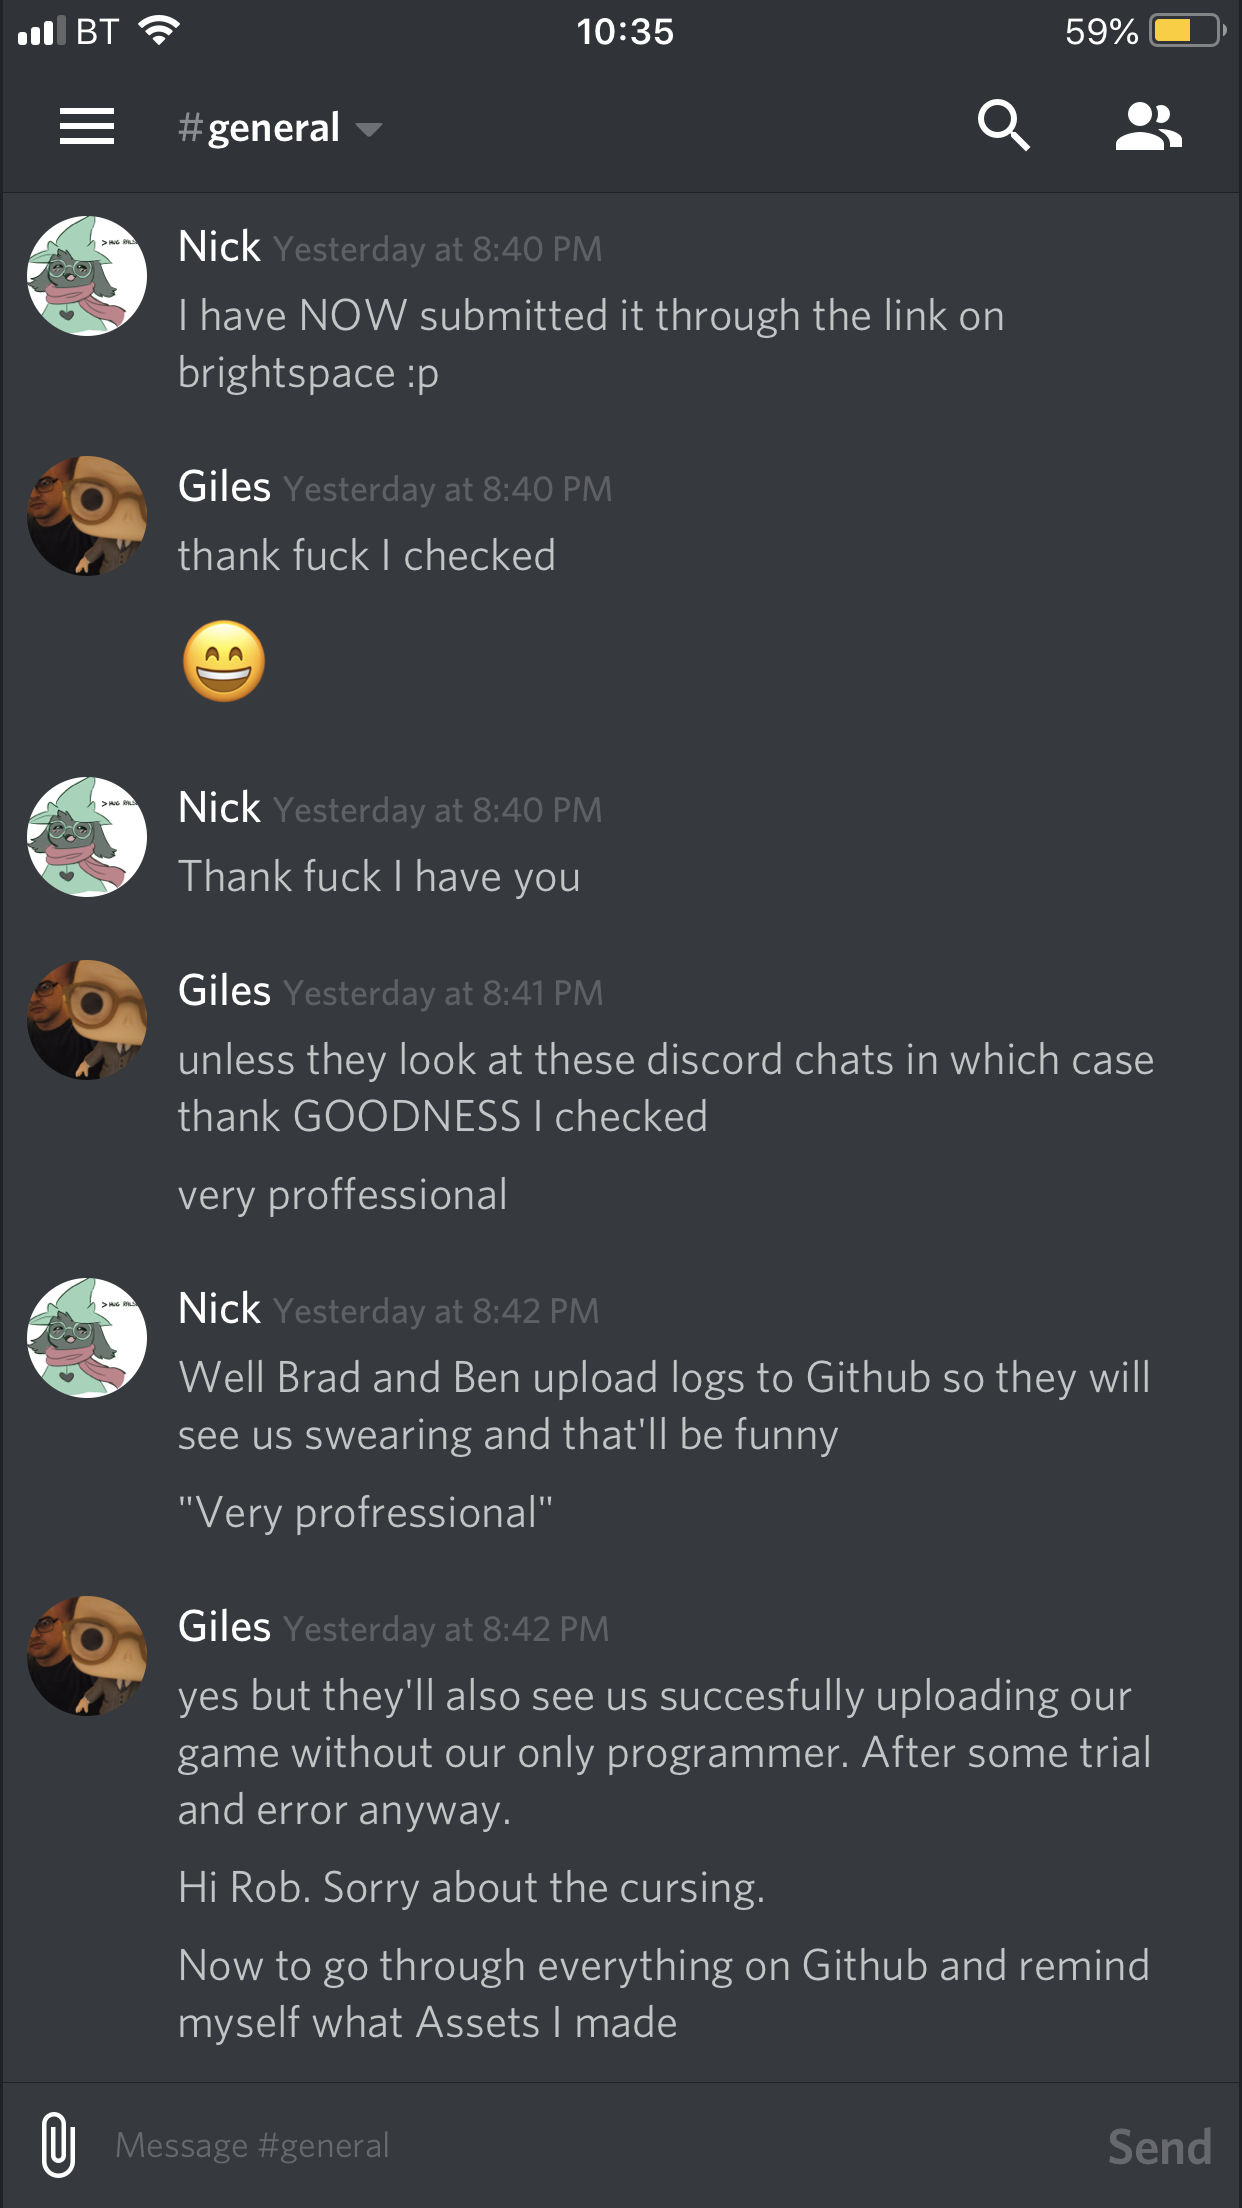 BT 10:35 59%
#general
Nick Yesterday at 8:40 PM
I have NOW submitted it through the link on
brightspace :p
Giles Yesterday at 8:40 PM
thank fuck I checked
Nick Yesterday at 8:40 PM
Thank fuck I have you
Giles Yesterday at 8:41 PM
unless they look at these discord chats in which case
thank GOODNESS I checked
very proffessional
Nick Yesterday at 8:42 PM
Well Brad and Ben upload logs to Github so they will
see us swearing and that'll be funny
"Very profressional"
Giles Yesterday at 8:42 PM
yes but they'll also see us succesfully uploading our
game without our only programmer. After some trial
and error anyway.
Hi Rob. Sorry about the cursing.
Now to go through everything on Github and remind
myself what Assets I made
Message #general Send